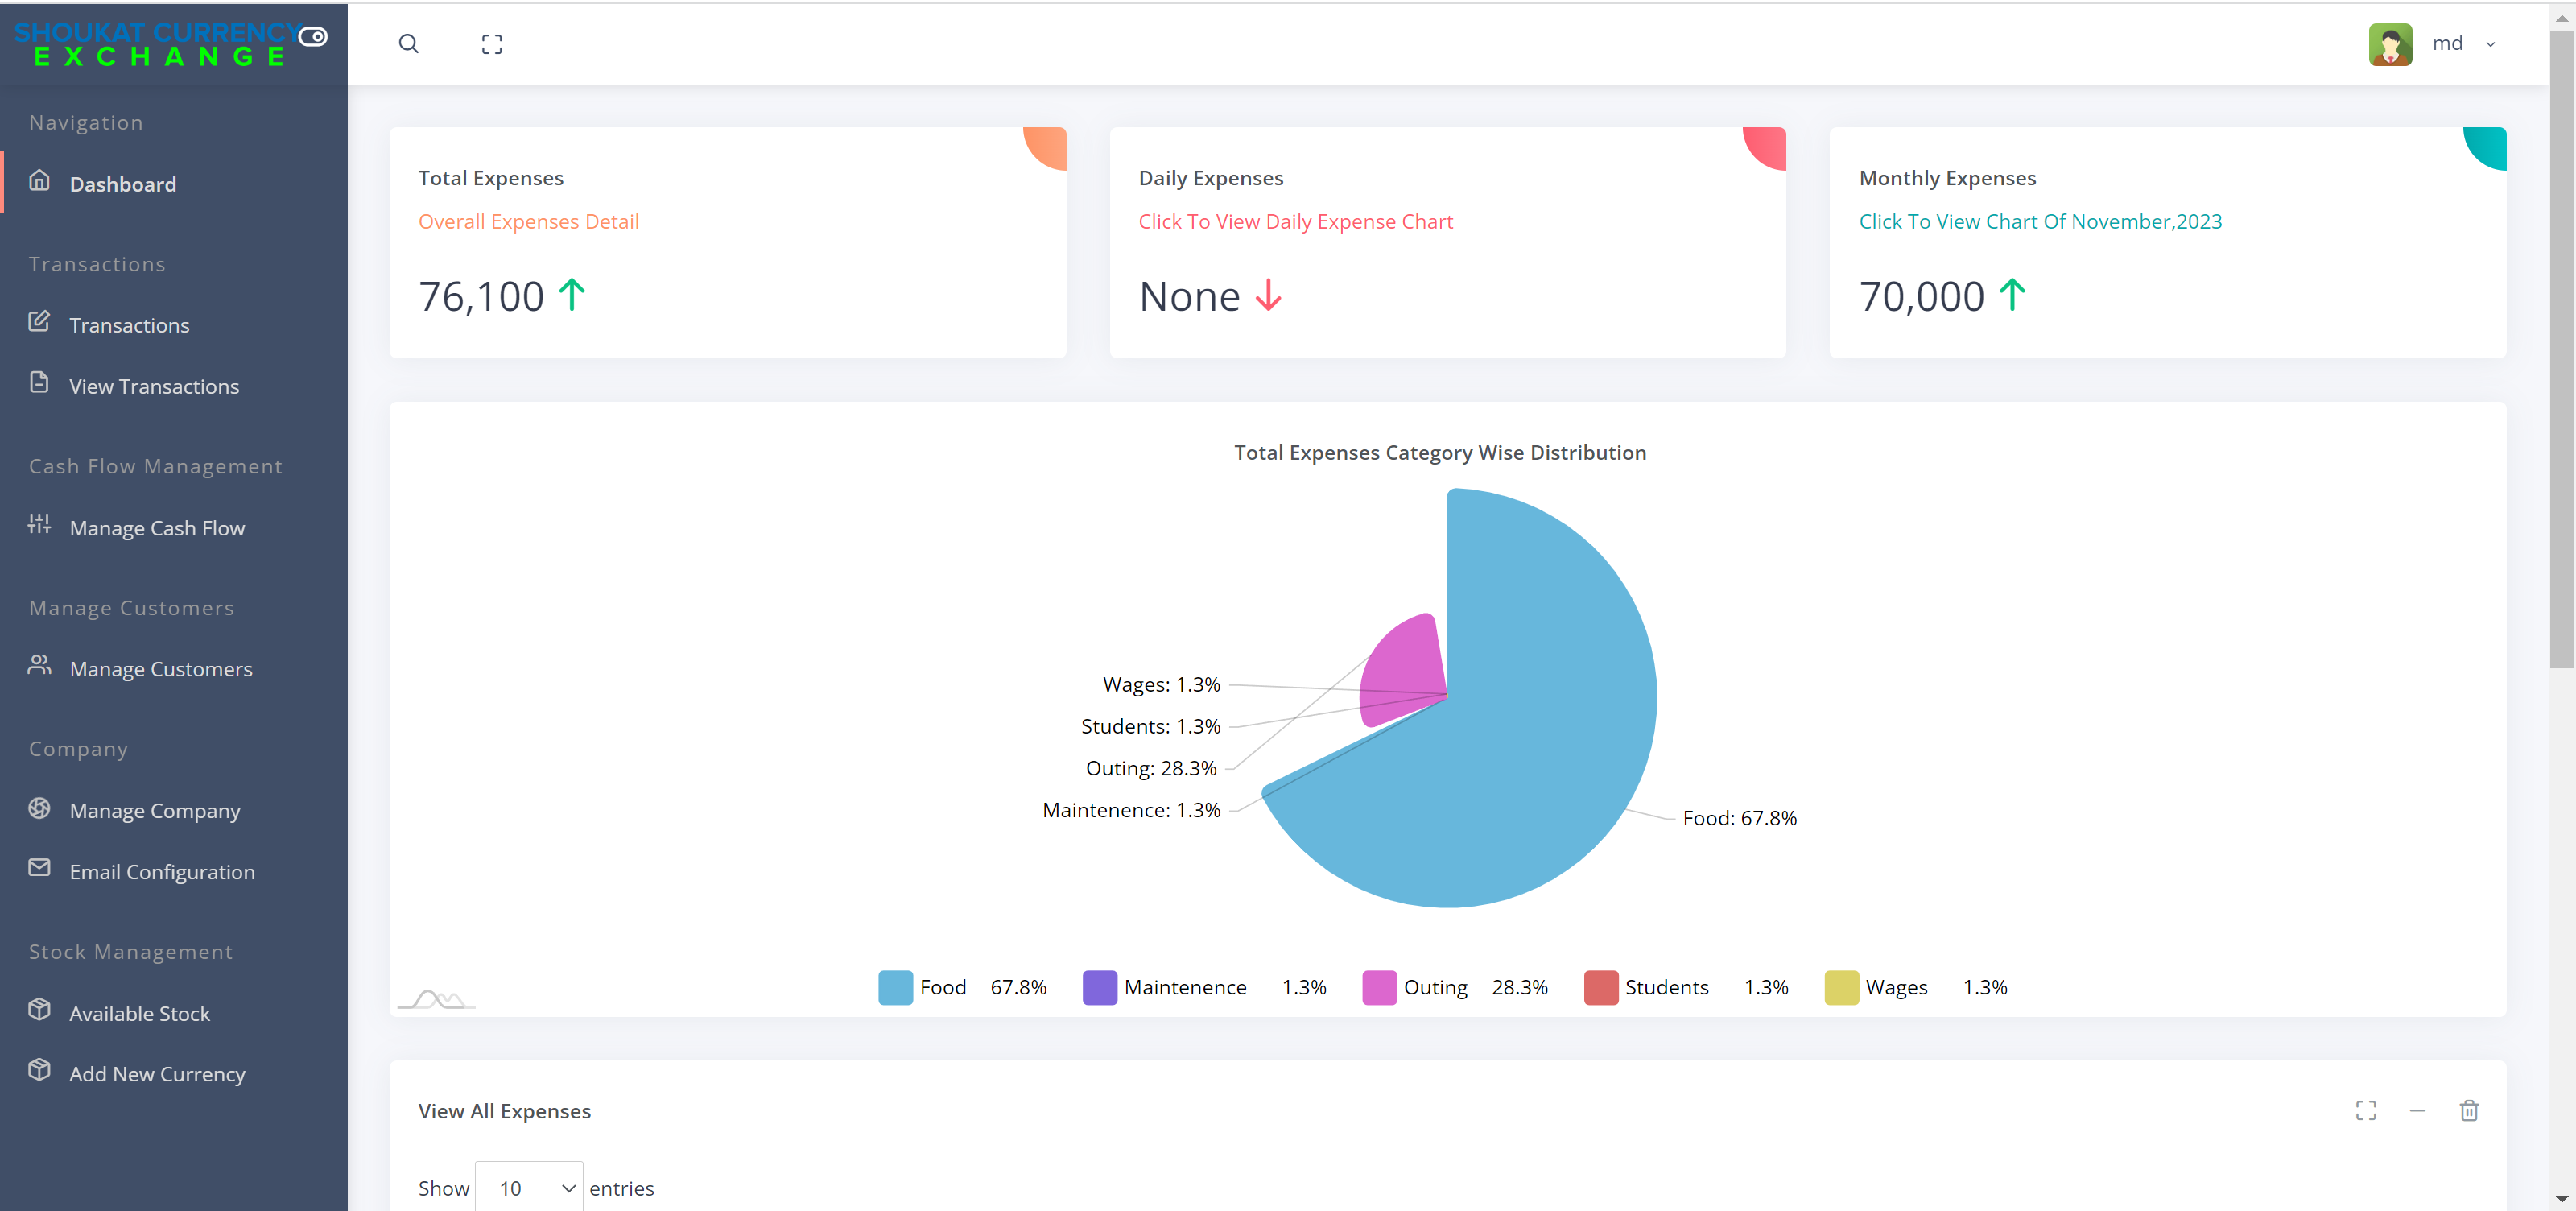 SHOUKAT CURRENCY
EXCHANGE
md
Navigation
Dashboard
Transactions
Transactions
View Transactions
Cash Flow Management
Manage Cash Flow
Manage Customers
Manage Customers
Company
Manage Company
Email Configuration
Stock Management
Available Stock
Add New Currency
Total Expenses
Overall Expenses Detail
76,100
Daily Expenses
Click To View Daily Expense Chart
None
Monthly Expenses
Click To View Chart Of November,2023
70,000
Total Expenses Category Wise Distribution
Wages: 1.3%
Students: 1.3%
Outing: 28.3%
Maintenence: 1.3%
Food: 67.8%
Food 67.8% Maintenence 1.3% Outing 28.3% Students 1.3% Wages 1.3%
View All Expenses
Show 10 entries